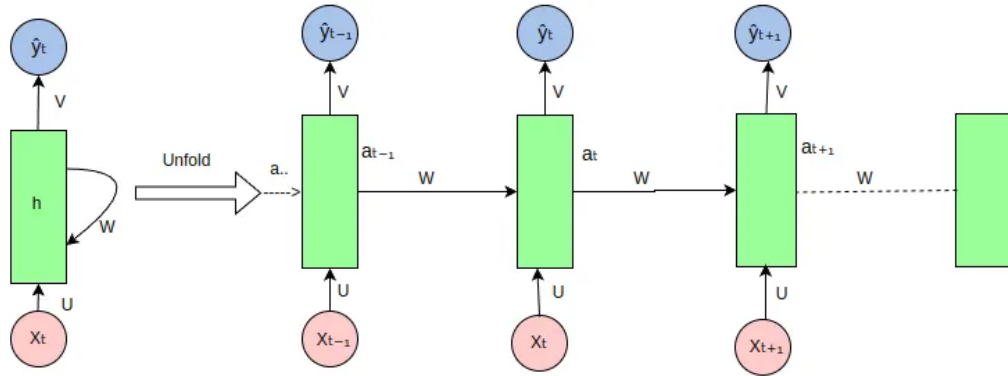 ŷt
ŷt−1
ŷt
ŷt+1
V
V
V
V
h
W
Unfold
a..
at−1
W
at
W
at+1
W
U
U
U
U
Xt
Xt−1
Xt
Xt+1